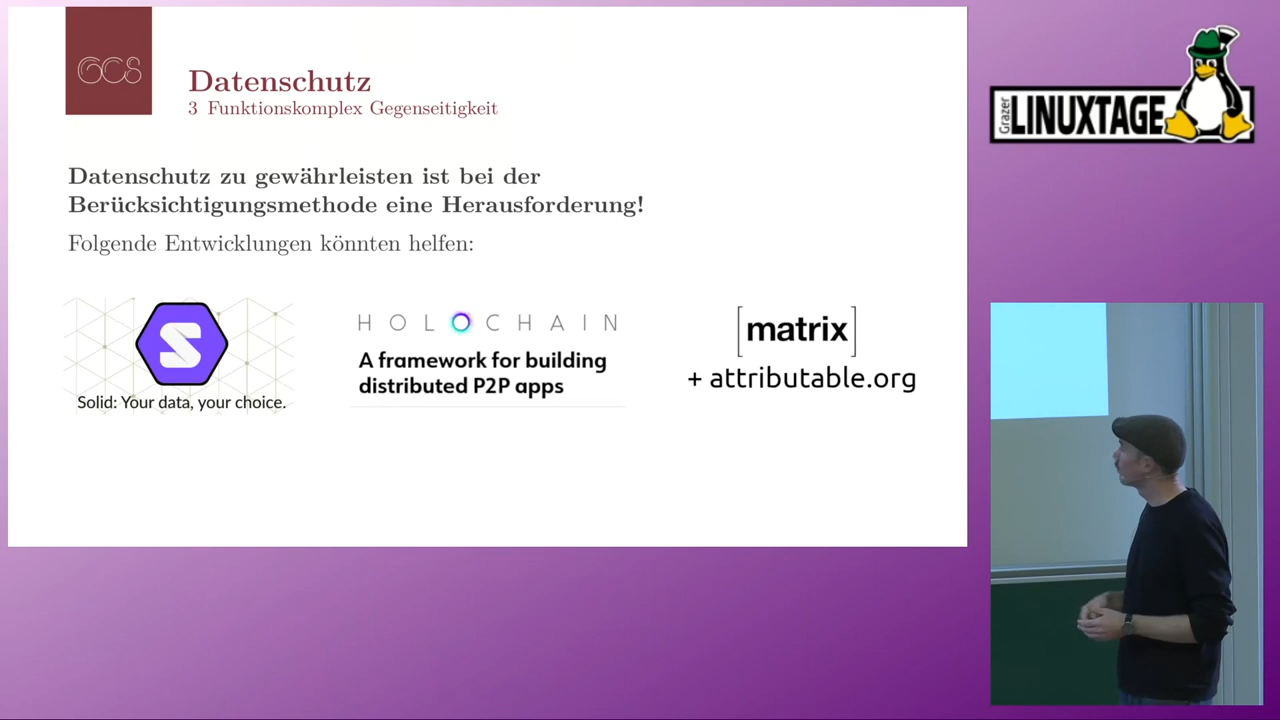 GCS
Datenschutz
3 Funktionskomplex Gegenseitigkeit
Datenschutz zu gewährleisten ist bei der
Berücksichtigungsmethode eine Herausforderung!
Folgende Entwicklungen könnten helfen:
S
Solid: Your data, your choice.
HOLOCHAIN
A framework for building
distributed P2P apps
[matrix]
+ attributable.org
Grazer
LINUXTAGE